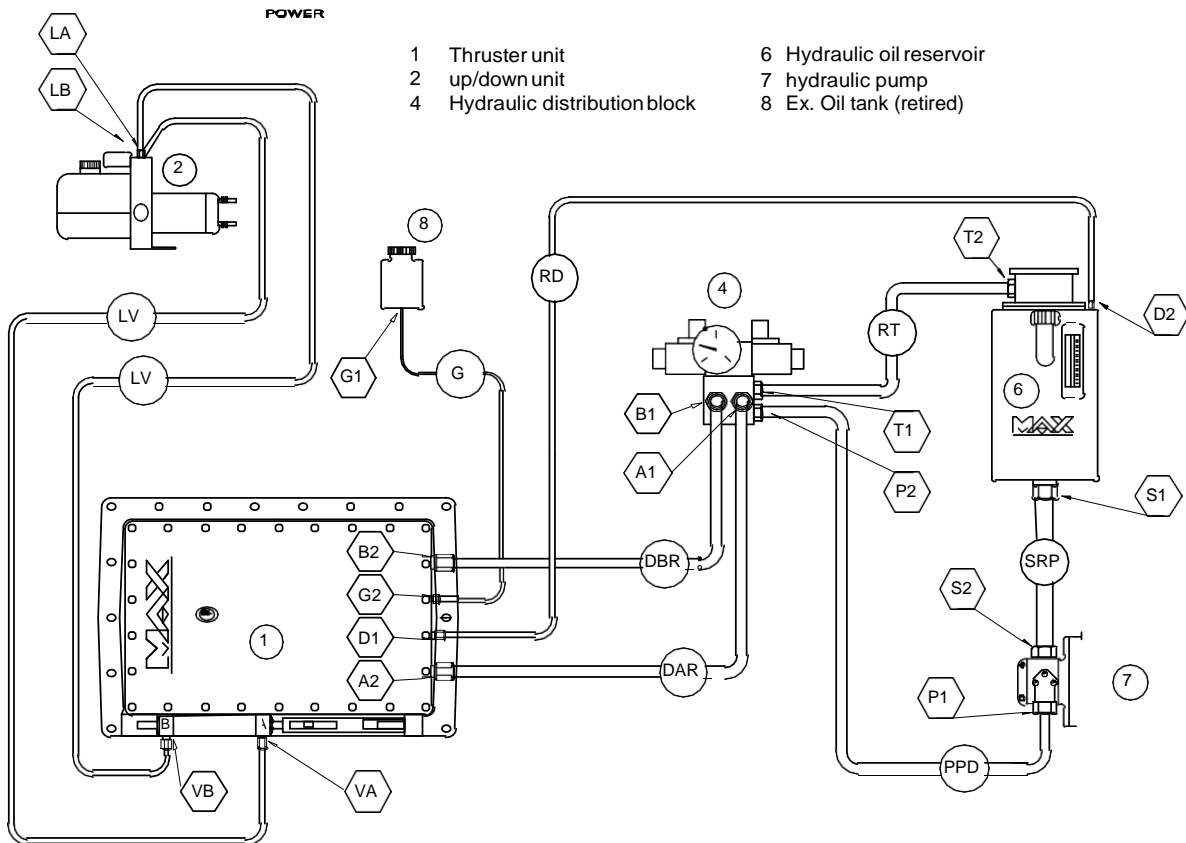 POWER
LA
LB
1 Thruster unit
2 up/down unit
4 Hydraulic distribution block
6 Hydraulic oil reservoir
7 hydraulic pump
8 Ex. Oil tank (retired)
2
8
4
T2
D2
RD
RT
LV
LV
G1
G
B1
T1
6
MAX
A1
P2
S1
B2
DBR
SRP
G2
S2
MAX
D1
1
A2
DAR
P1
7
B
A
PPD
VB
VA